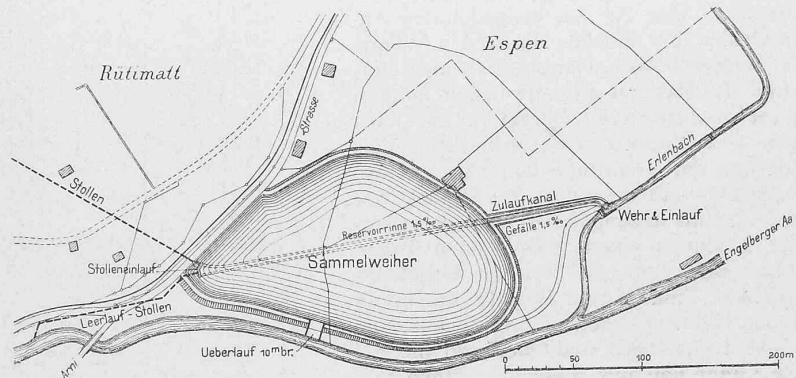 Espen
Rütimatt
Strasse
Erlenbach
Stollen
Zulaufkanal
Wehr & Einlauf
Reservoirrinne 1,5 ‰
Gefälle 1,5 ‰
Sammelweiher
Stolleneinlauf
Engelberger Aa
Leerlauf-Stollen
Ueberlauf 10m br.
Arni
0 50 100 200m